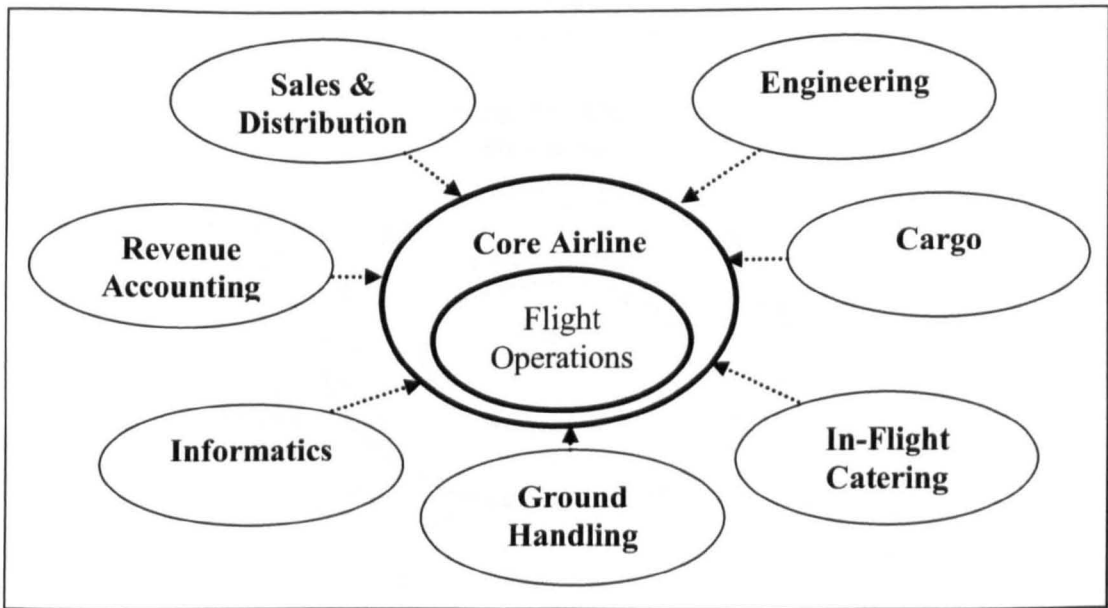 Sales &
Distribution
Engineering
Revenue
Accounting
Core Airline
Cargo
Flight
Operations
Informatics
In-Flight
Catering
Ground
Handling